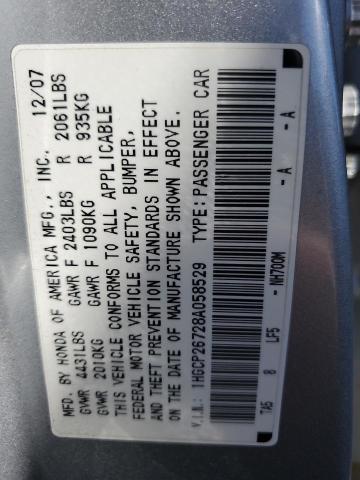 MFD. BY HONDA OF AMERICA MFG., INC. 12/07
GVWR 4431LBS GAWR F 2403LBS R 2061LBS
GVWR 2010KG GAWR F 1090KG R 935KG
THIS VEHICLE CONFORMS TO ALL APPLICABLE
FEDERAL MOTOR VEHICLE SAFETY, BUMPER,
AND THEFT PREVENTION STANDARDS IN EFFECT
ON THE DATE OF MANUFACTURE SHOWN ABOVE.
V.I.N.: 1HGCP26728A058529 TYPE: PASSENGER CAR
TA5 8 LF5 - NH700M - A - A